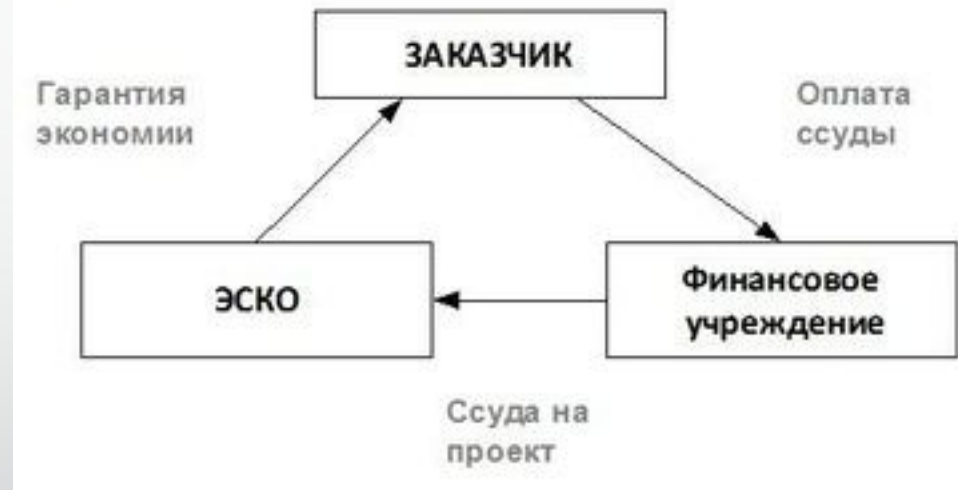 ЗАКАЗЧИК
Гарантия
экономии
Оплата
ссуды
ЭСКО
Финансовое
учреждение
Ссуда на
проект